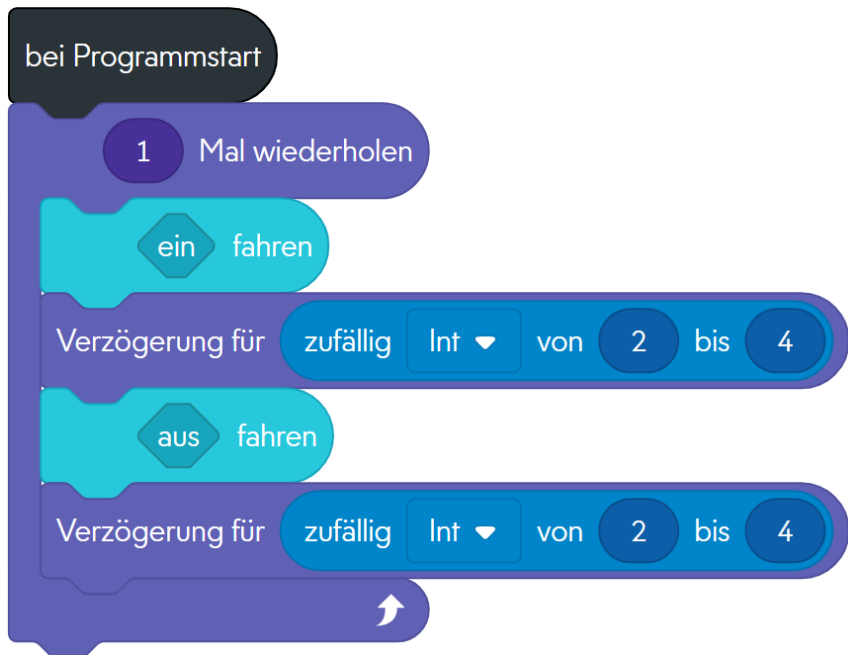 bei Programmstart
1 Mal wiederholen
ein fahren
Verzögerung für zufällig Int von 2 bis 4
aus fahren
Verzögerung für zufällig Int von 2 bis 4